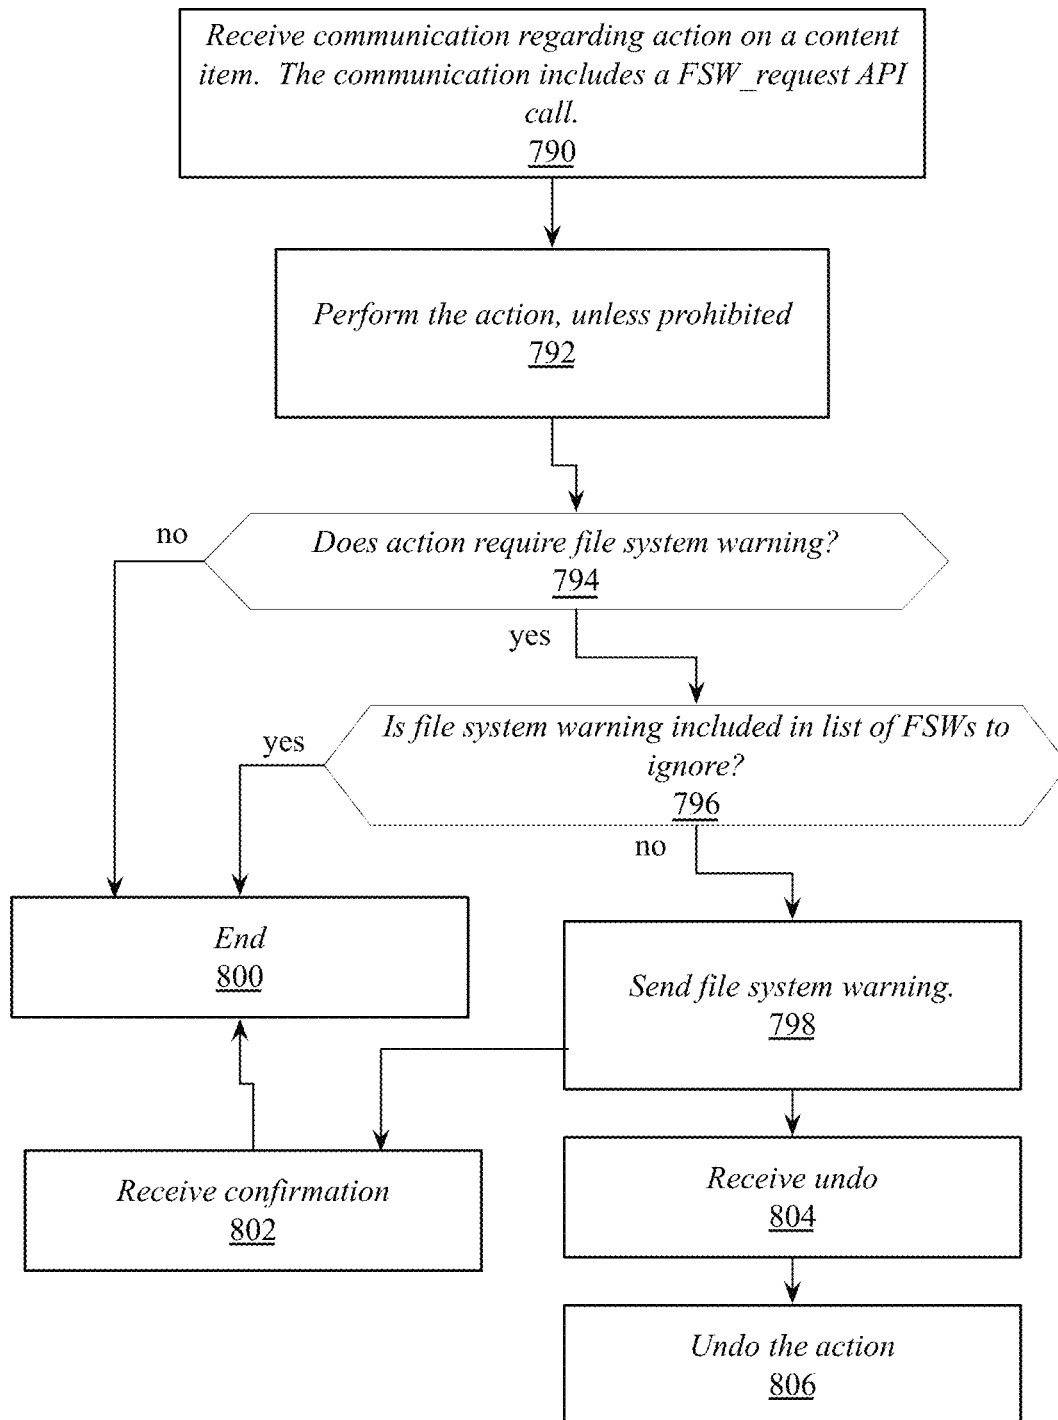 Receive communication regarding action on a content
item.  The communication includes a FSW_request API
call.
790
Perform the action, unless prohibited
792
no
Does action require file system warning?
794
yes
Is file system warning included in list of FSWs to
yes
ignore?
796
no
End
800
Send file system warning.
798
Receive confirmation
802
Receive undo
804
Undo the action
806